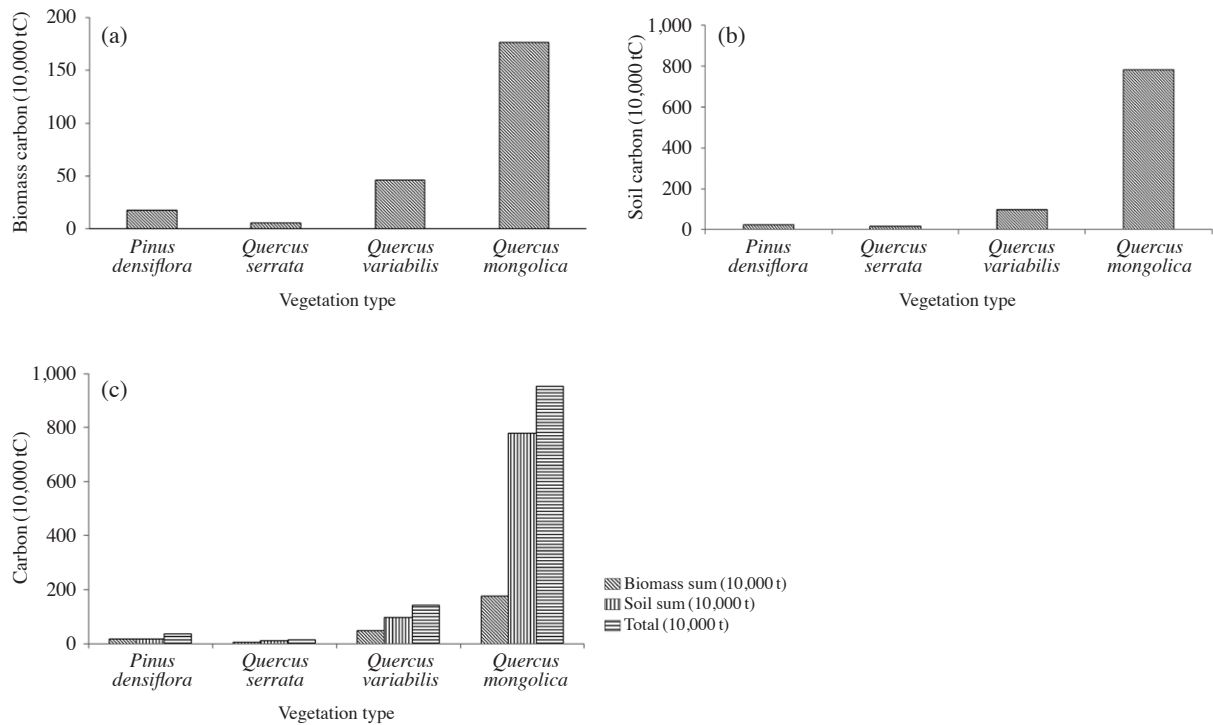 (a)
Biomass carbon (10,000 tC)
200
150
100
50
0
Pinus densiflora
Quercus serrata
Quercus variabilis
Quercus mongolica
Vegetation type
(b)
Soil carbon (10,000 tC)
1,000
800
600
400
200
0
Pinus densiflora
Quercus serrata
Quercus variabilis
Quercus mongolica
Vegetation type
(c)
Carbon (10,000 tC)
1,000
800
600
400
200
0
Pinus densiflora
Quercus serrata
Quercus variabilis
Quercus mongolica
Vegetation type
Biomass sum (10,000 t)
Soil sum (10,000 t)
Total (10,000 t)